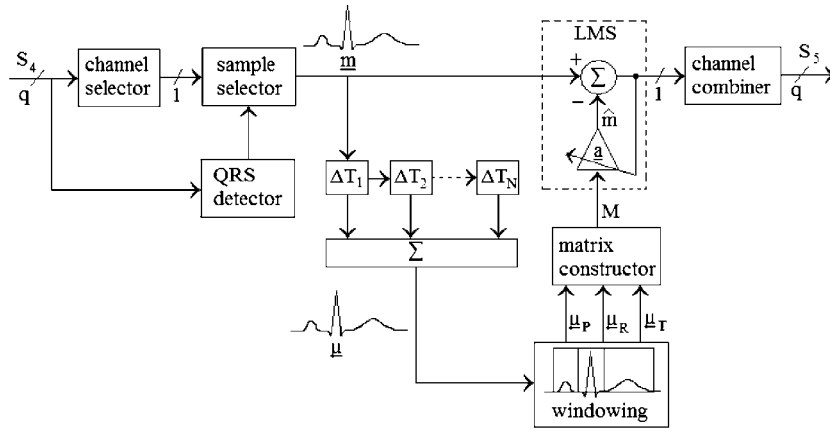 S4
q
channel
selector
1
sample
selector
m
QRS
detector
ΔT1
ΔT2
ΔTN
Σ
μ
LMS
+
Σ
−
m̂
a
1
channel
combiner
S5
q
M
matrix
constructor
μP
μR
μT
windowing